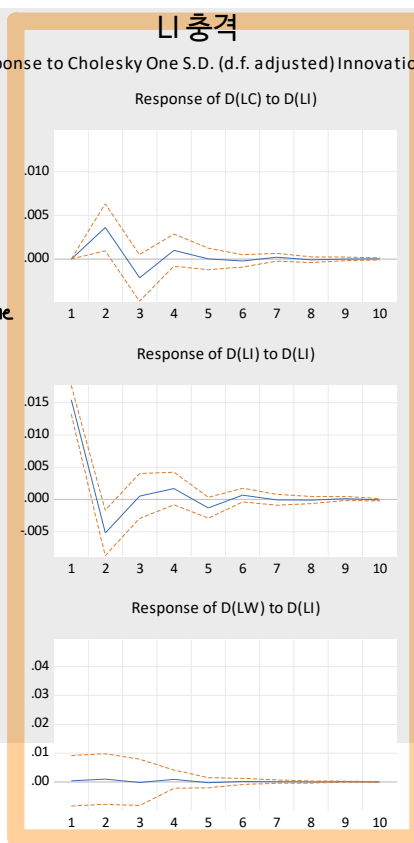 LI 충격
ponse to Cholesky One S.D. (d.f. adjusted) Innovatio
Response of D(LC) to D(LI)
.010
.005
.000
1 2 3 4 5 6 7 8 9 10
Response of D(LI) to D(LI)
.015
.010
.005
.000
-.005
1 2 3 4 5 6 7 8 9 10
Response of D(LW) to D(LI)
.04
.03
.02
.01
.00
1 2 3 4 5 6 7 8 9 10